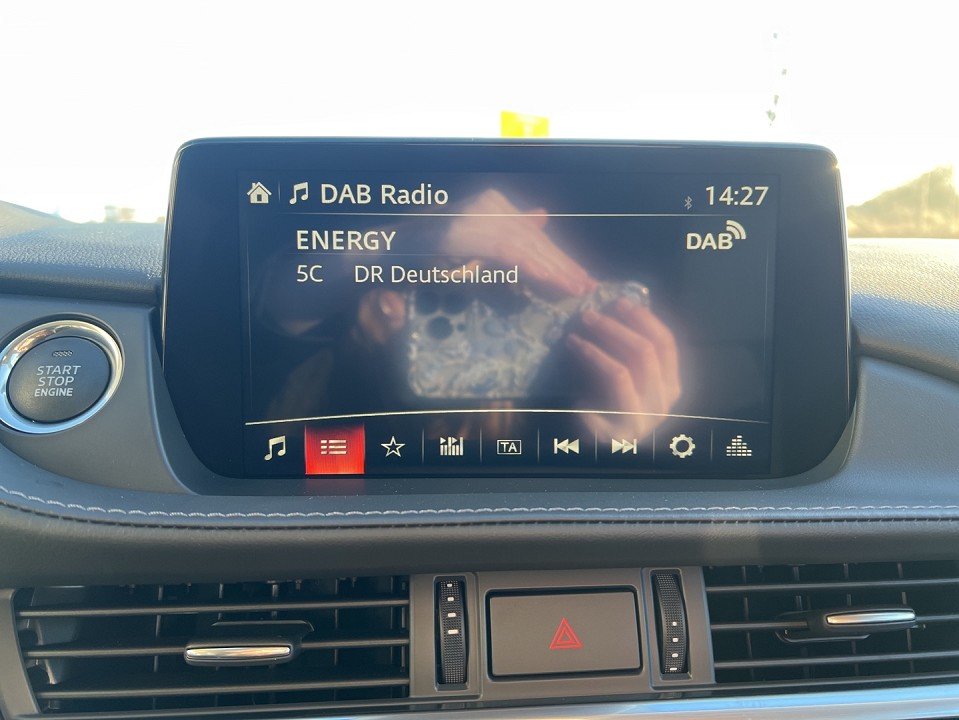 DAB Radio 14:27
ENERGY DAB
5C DR Deutschland
START
STOP
ENGINE
TA